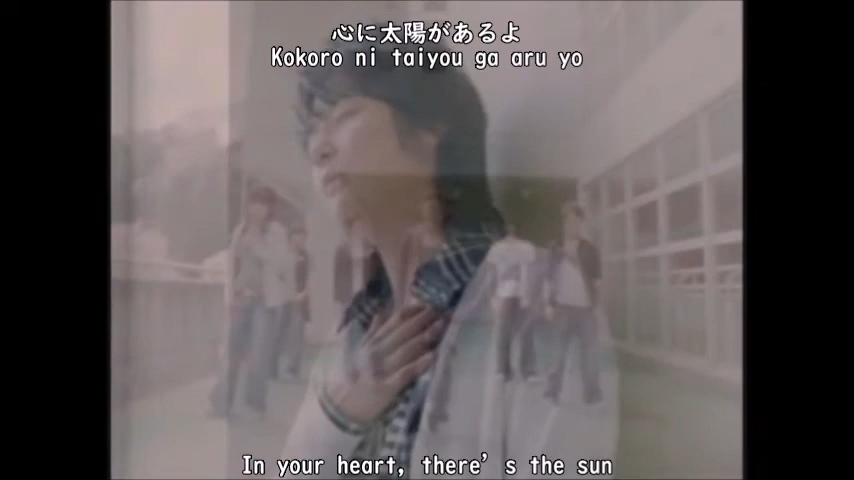 心に太陽があるよ
Kokoro ni taiyou ga aru yo
In your heart, there's the sun